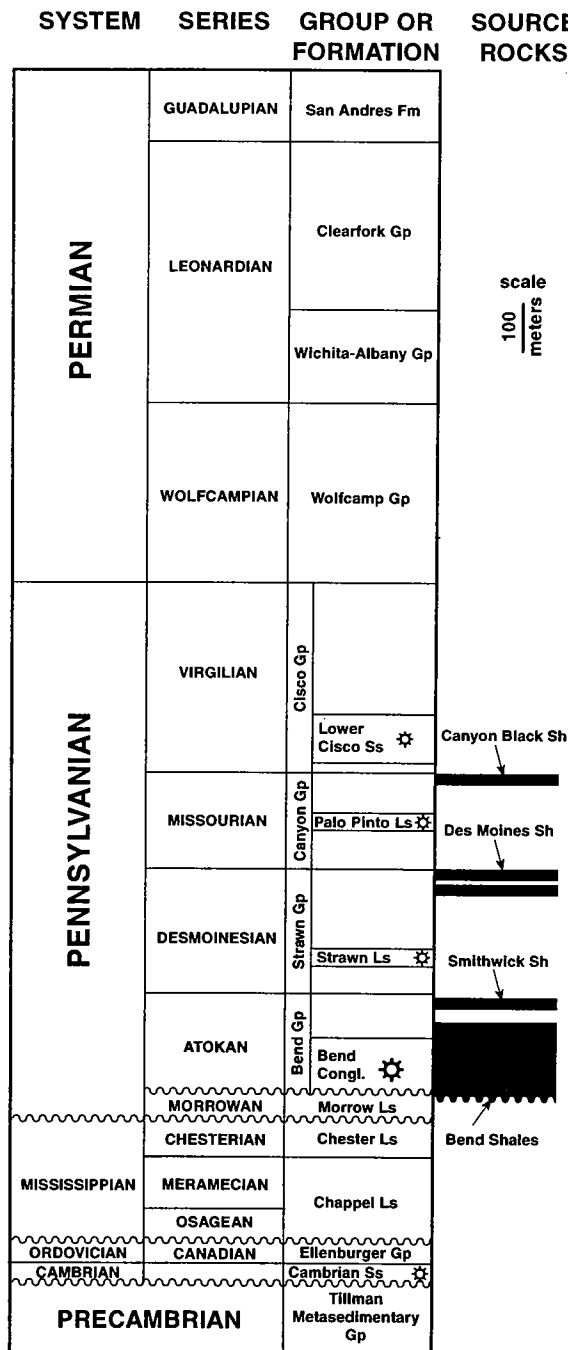 SYSTEM SERIES GROUP OR FORMATION SOURCE ROCKS
GUADALUPIAN San Andres Fm
PERMIAN
LEONARDIAN
Clearfork Gp
scale
100 meters
Wichita-Albany Gp
WOLFCAMPIAN Wolfcamp Gp
PENNSYLVANIAN
VIRGILIAN
Cisco Gp
Lower
Cisco Ss
Canyon Black Sh
MISSOURIAN
Canyon Gp
Palo Pinto Ls
Des Moines Sh
DESMOINESIAN
Strawn Gp
Strawn Ls
Smithwick Sh
ATOKAN
Bend Gp
Bend
Congl.
MORROWAN Morrow Ls
Bend Shales
MISSISSIPPIAN
CHESTERIAN Chester Ls
MERAMECIAN
Chappel Ls
OSAGEAN
ORDOVICIAN CANADIAN Ellenburger Gp
CAMBRIAN Cambrian Ss
PRECAMBRIAN
Tillman
Metasedimentary
Gp